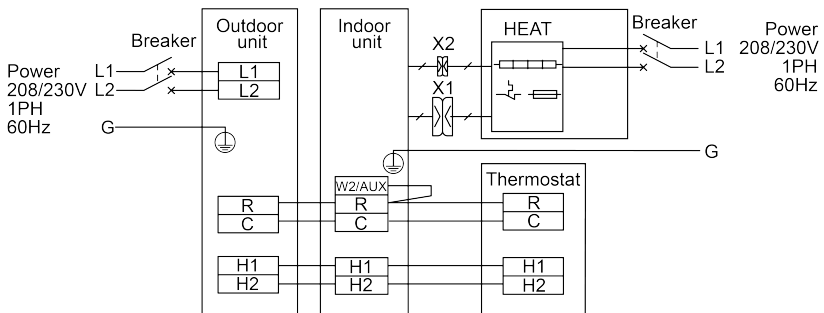 Breaker
Power
208/230V
1PH
60Hz
L1
L2
G
Outdoor
unit
L1
L2
R
C
H1
H2
Indoor
unit
W2/AUX
R
C
H1
H2
X2
X1
HEAT
Thermostat
R
C
H1
H2
Breaker
L1
L2
Power
208/230V
1PH
60Hz
G